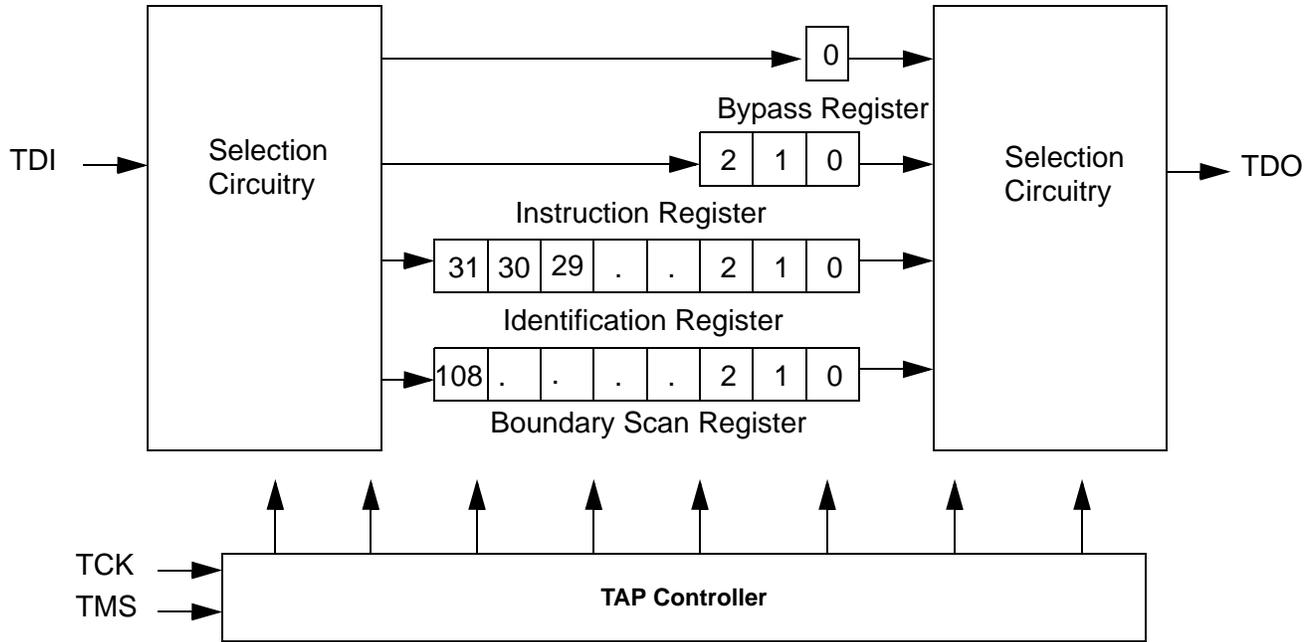 0
Bypass Register
TDI
Selection
Circuitry
2 1 0
Selection
Circuitry
TDO
Instruction Register
31 30 29 . . 2 1 0
Identification Register
108 . . . . 2 1 0
Boundary Scan Register
TCK
TMS
TAP Controller